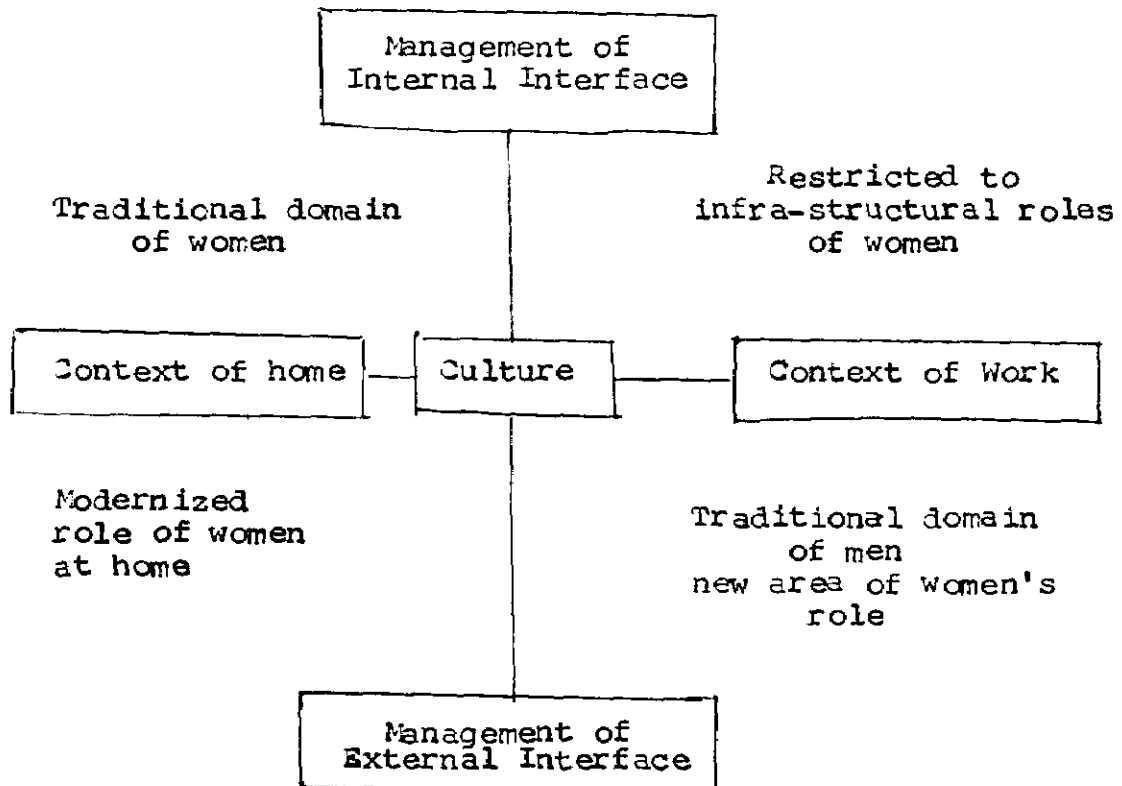 Management of
Internal Interface
Traditional domain
of women
Restricted to
infra-structural roles
of women
Context of home
Culture
Context of Work
Modernized
role of women
at home
Traditional domain
of men
new area of women's
role
Management of
External Interface